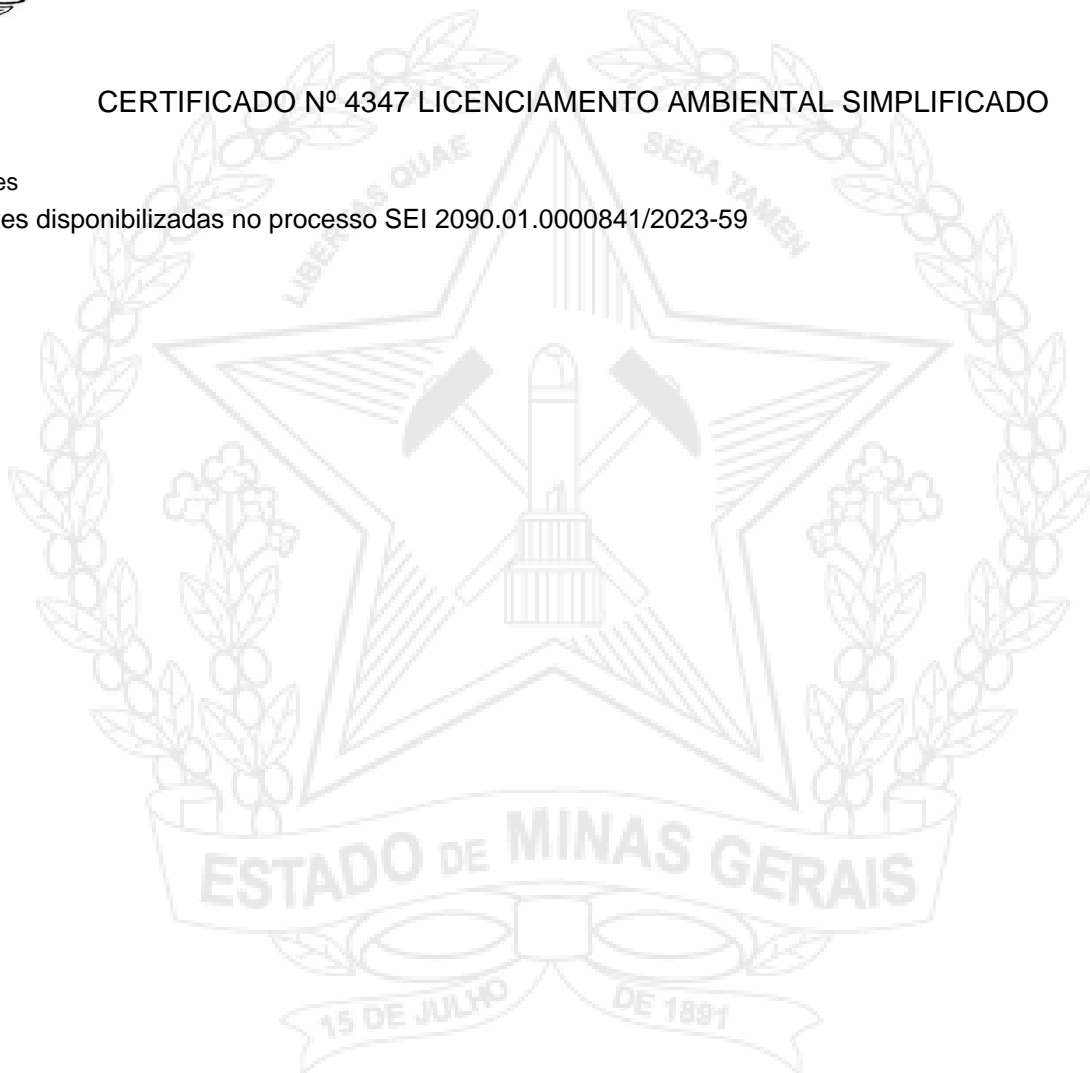 CERTIFICADO Nº 4347 LICENCIAMENTO AMBIENTAL SIMPLIFICADO
es
es disponibilizadas no processo SEI 2090.01.0000841/2023-59
LIBERTAS QUAE SERA TAMEN
ESTADO DE MINAS GERAIS
15 DE JULHO DE 1891